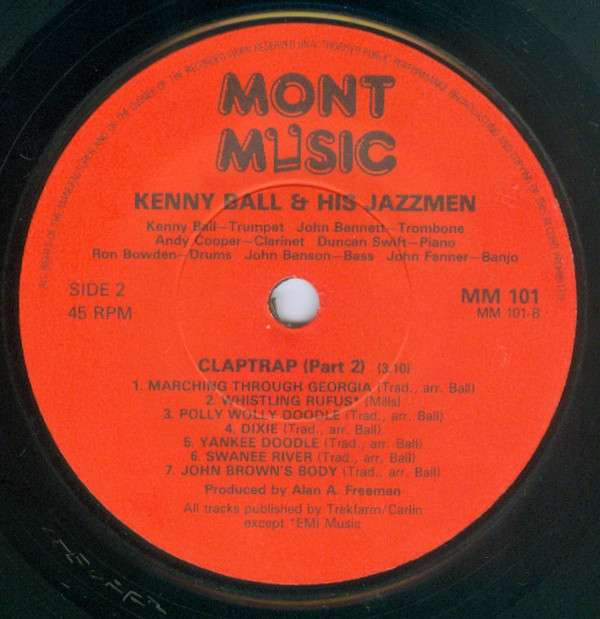 MONT
MUSIC
KENNY BALL & HIS JAZZMEN
Kenny Ball—Trumpet John Bennett—Trombone
Andy Cooper—Clarinet Duncan Swift—Piano
Ron Bowden—Drums John Benson—Bass John Fenner—Banjo
SIDE 2
45 RPM
MM 101
MM 101-B
CLAPTRAP (Part 2) (3.10)
1. MARCHING THROUGH GEORGIA (Trad., arr. Ball)
2. WHISTLING RUFUS* (Mills)
3. POLLY WOLLY DOODLE (Trad., arr. Ball)
4. DIXIE (Trad., arr. Ball)
5. YANKEE DOODLE (Trad., arr. Ball)
6. SWANEE RIVER (Trad., arr. Ball)
7. JOHN BROWN'S BODY (Trad., arr. Ball)
Produced by Alan A. Freeman
All tracks published by Trekfarm/Carlin
except *EMI Music